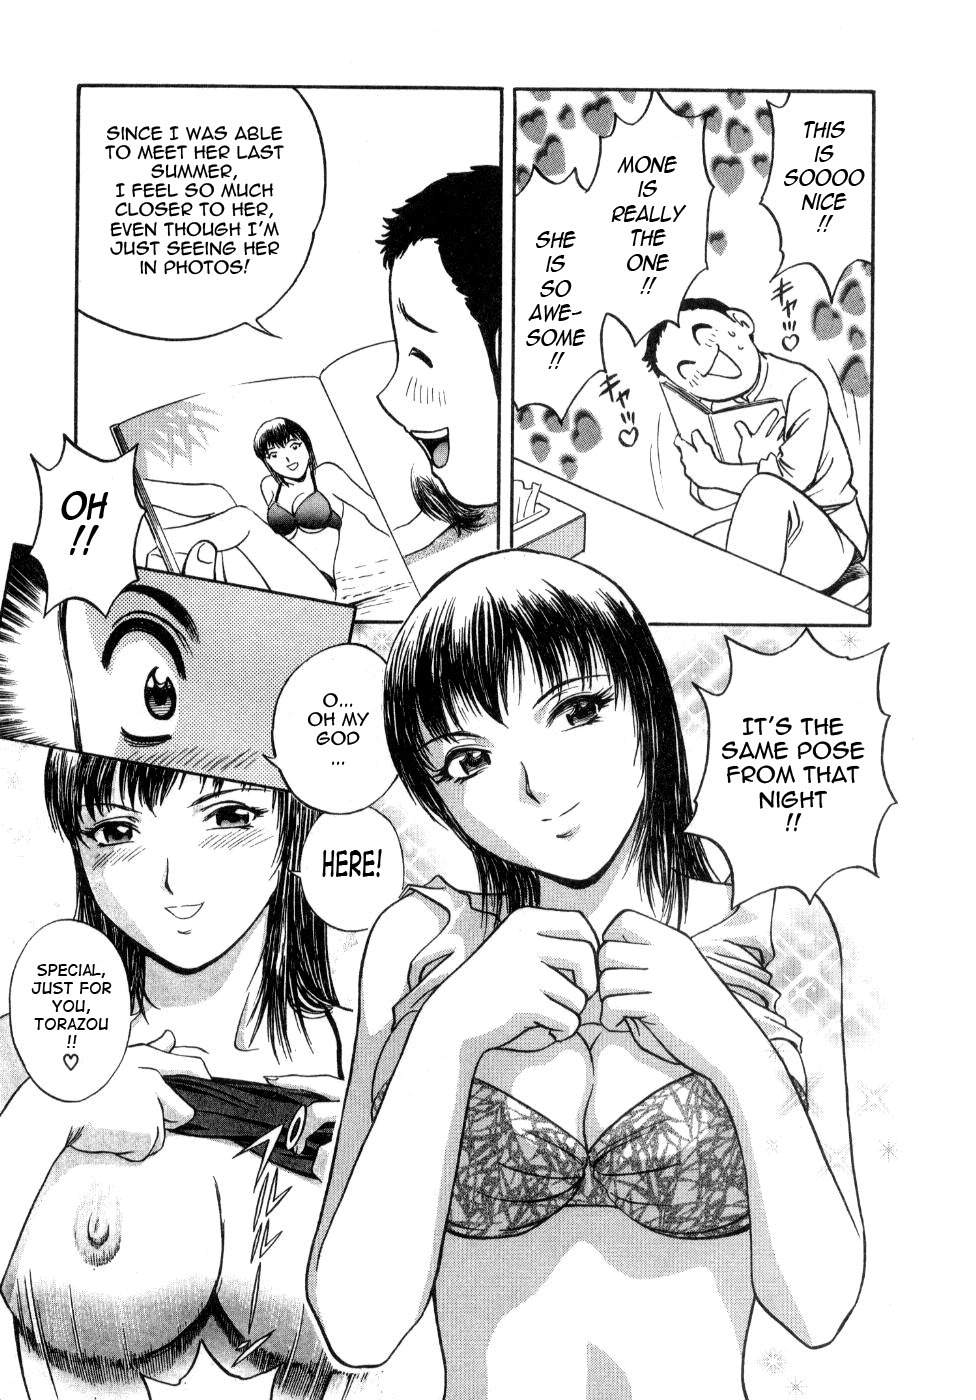 THIS
IS
SOOOO
NICE
!!
MONE
IS
REALLY
THE
ONE
!!
SHE
IS
SO
AWE-
SOME
!!
キャッ♡
キャッ♡
SINCE I WAS ABLE
TO MEET HER LAST
SUMMER,
I FEEL SO MUCH
CLOSER TO HER,
EVEN THOUGH I'M
JUST SEEING HER
IN PHOTOS!
OH
!!
IT'S THE
SAME POSE
FROM THAT
NIGHT
!!
O...
OH MY
GOD
...
HERE!
SPECIAL,
JUST FOR
YOU,
TORAZOU
!!
♡